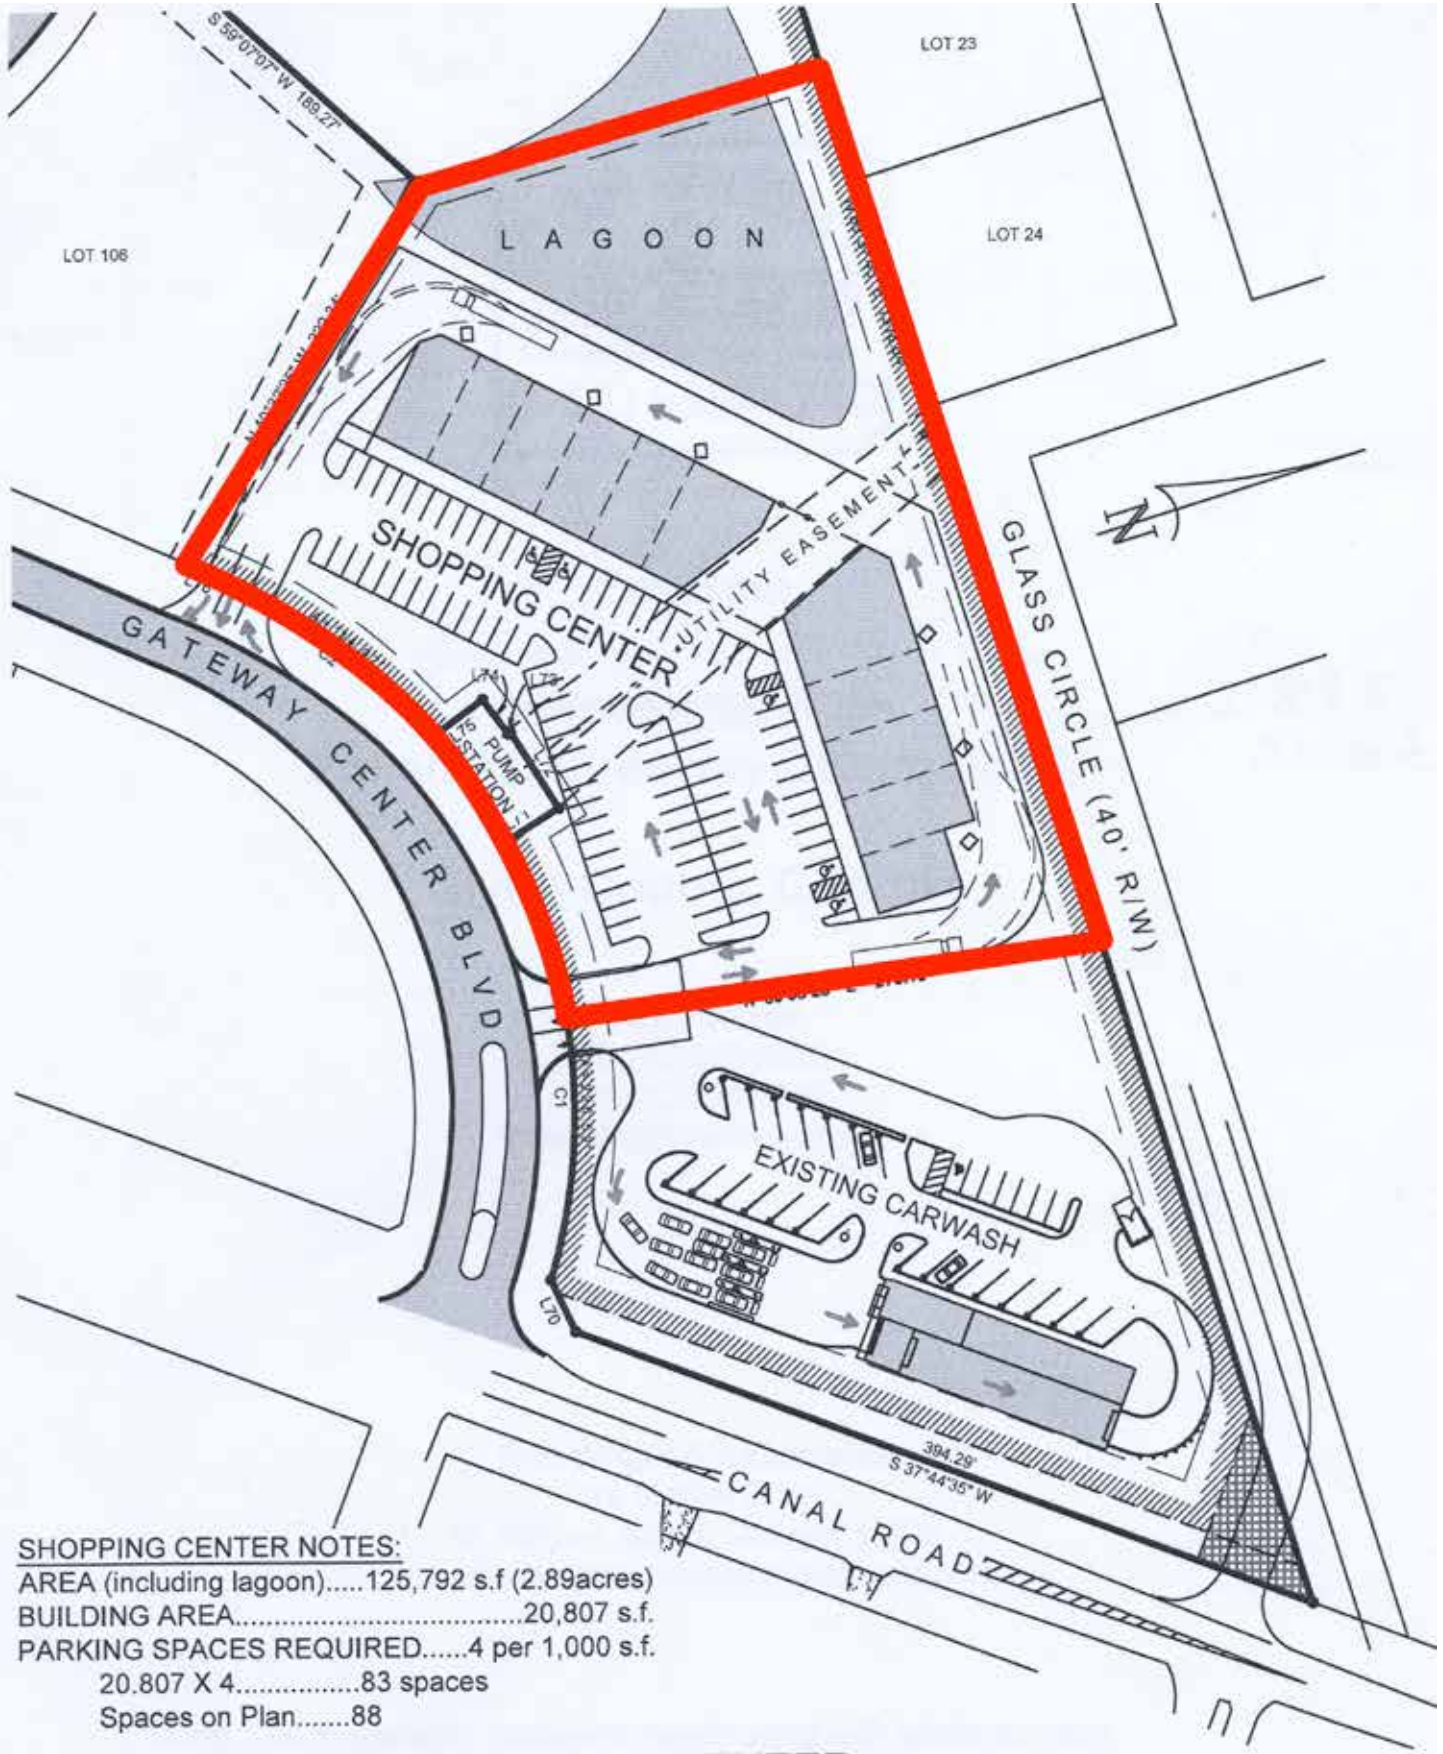 S 59°07'07" W 189.27'
LOT 23
LOT 24
LOT 106
LAGOON
UTILITY EASEMENT
SHOPPING CENTER
GLASS CIRCLE (40' R/W)
N
GATEWAY CENTER BLVD
C2
L74
L73
L72
PUMP
STATION
C1
EXISTING CARWASH
L70
394.29'
S 37°44'35" W
CANAL ROAD
SHOPPING CENTER NOTES:
AREA (including lagoon).....125,792 s.f (2.89acres)
BUILDING AREA..................................20,807 s.f.
PARKING SPACES REQUIRED......4 per 1,000 s.f.
20.807 X 4...............83 spaces
Spaces on Plan.......88